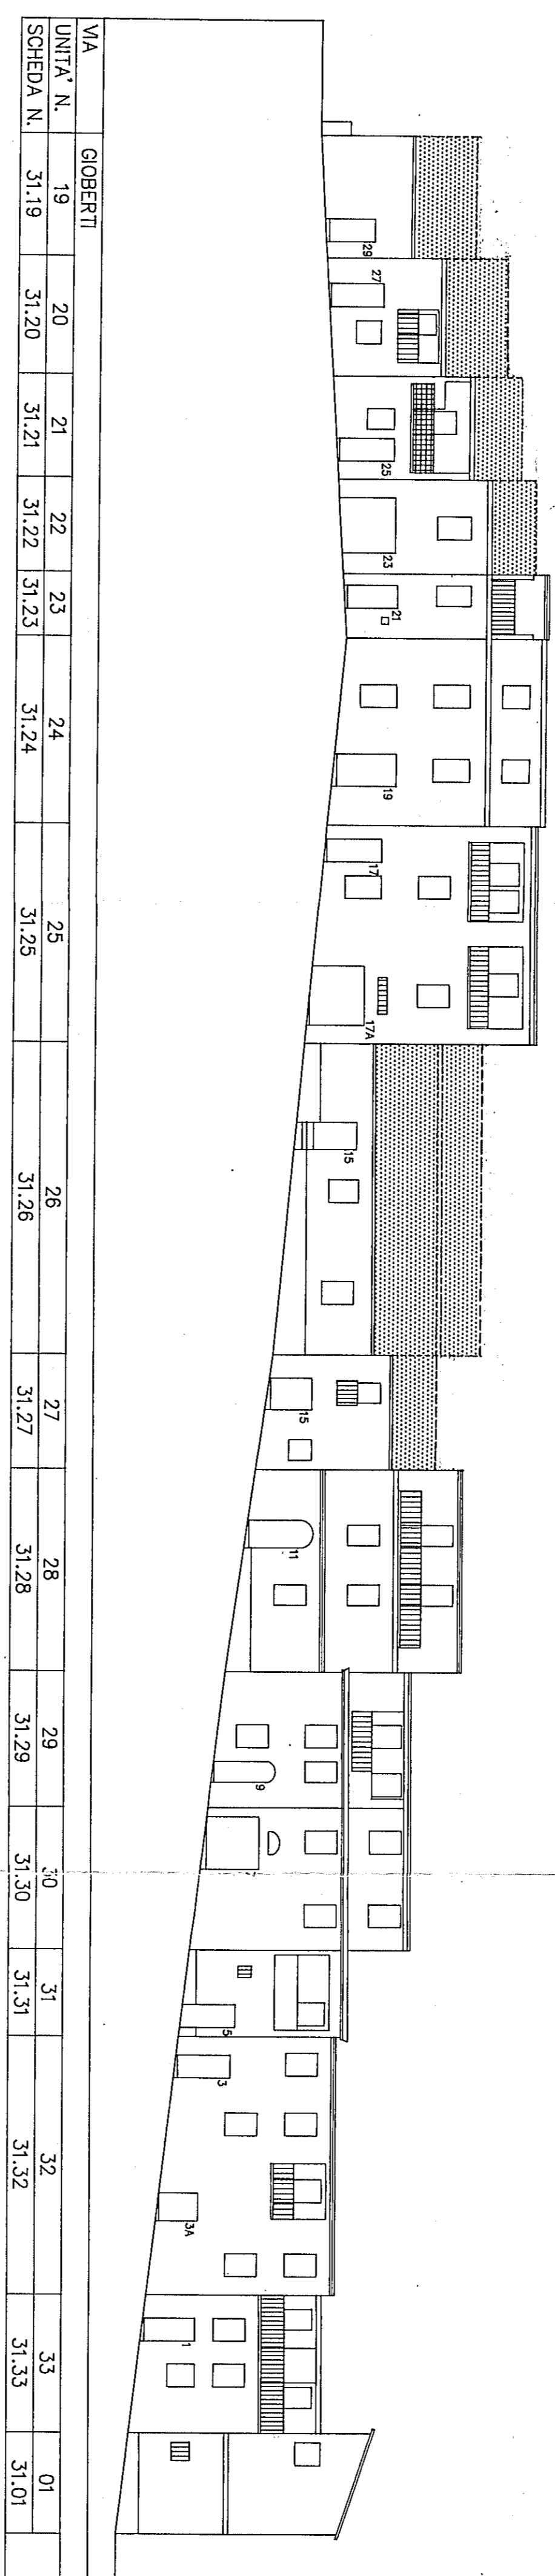 29 27 25 23 21 19 17 17A 15 15 11 9 5 3 3A 1
VIA GIOBERTI
UNITA' N. 19 20 21 22 23 24 25 26 27 28 29 30 31 32 33 01
SCHEDA N. 31.19 31.20 31.21 31.22 31.23 31.24 31.25 31.26 31.27 31.28 31.29 31.30 31.31 31.32 31.33 31.01